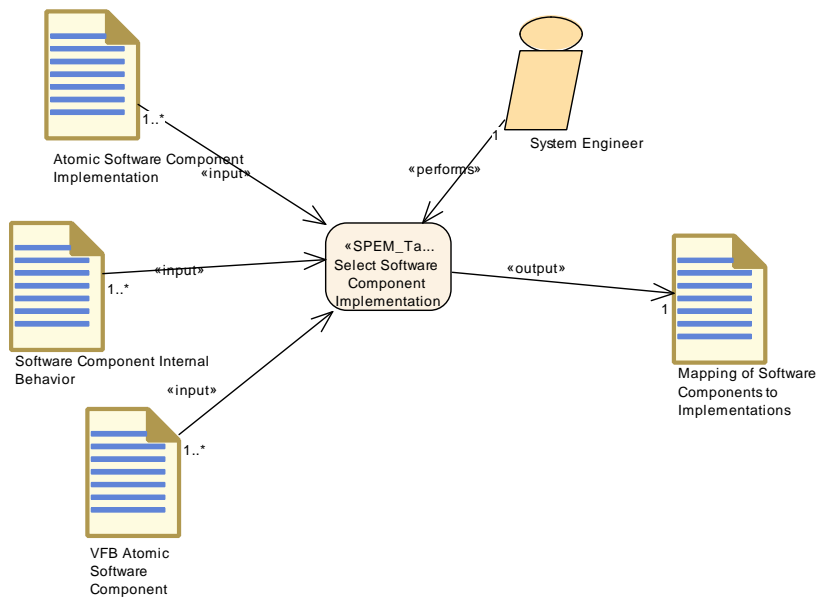 1..*
Atomic Software Component
Implementation
«input»
1
System Engineer
«performs»
«SPEM_Ta...
Select Software
Component
Implementation
«input»
1..*
Software Component Internal
Behavior
«output»
1
Mapping of Software
Components to
Implementations
«input»
1..*
VFB Atomic
Software
Component